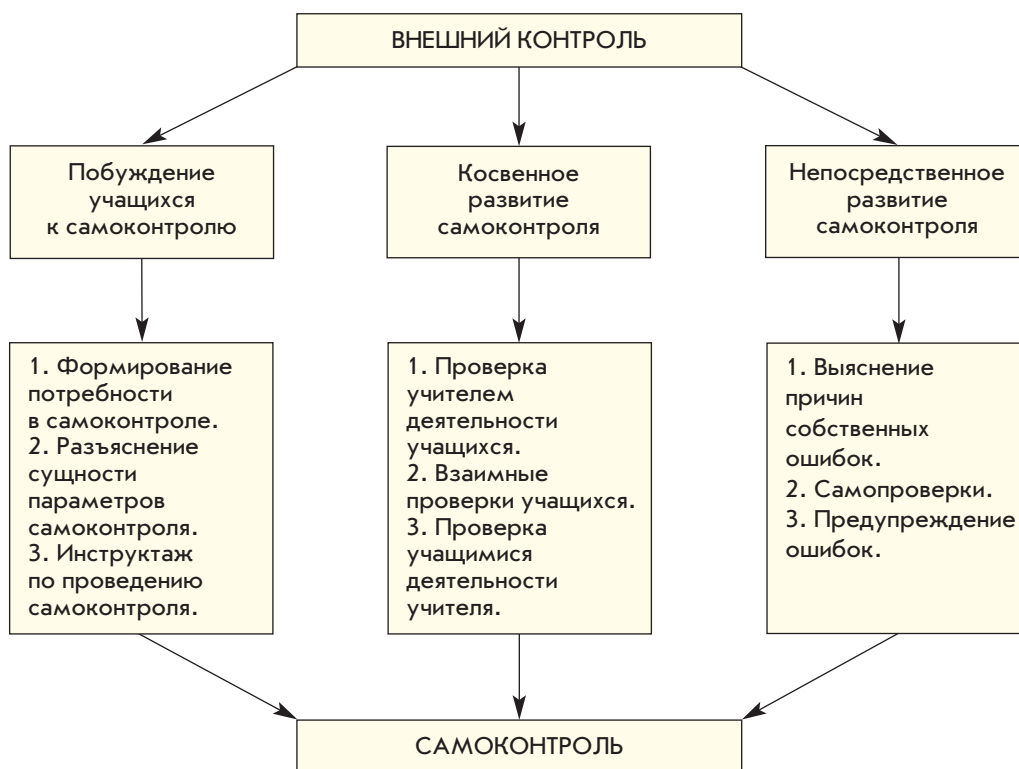 ВНЕШНИЙ КОНТРОЛЬ
Побуждение
учащихся
к самоконтролю
Косвенное
развитие
самоконтроля
Непосредственное
развитие
самоконтроля
1. Формирование
потребности
в самоконтроле.
2. Разъяснение
сущности
параметров
самоконтроля.
3. Инструктаж
по проведению
самоконтроля.
1. Проверка
учителем
деятельности
учащихся.
2. Взаимные
проверки учащихся.
3. Проверка
учащимися
деятельности
учителя.
1. Выяснение
причин
собственных
ошибок.
2. Самопроверки.
3. Предупреждение
ошибок.
САМОКОНТРОЛЬ